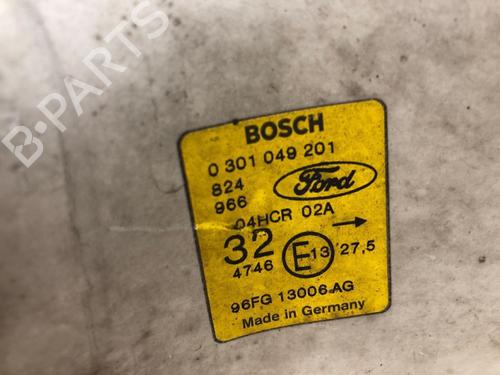 B-PARTS
BOSCH
0 301 049 201
824
966
Ford
04HCR 02A
32
4746
E 13 27,5
96FG 13006 AG
Made in Germany